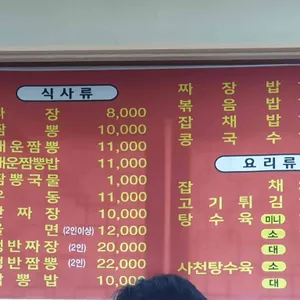 식사류
장 8,000
짬 뽕 10,000
매운짬뽕 11,000
매운짬뽕밥 11,000
짬뽕국물 1,000
우 동 11,000
간 짜 장 10,000
울 면 (2인이상) 12,000
쟁반짜장 (2인) 20,000
쟁반짬뽕 (2인) 22,000
짬 뽕 밥 10,000
짜 장 밥
볶 음 밥
잡 채 밥
콩 국 수
요리류
잡 채
고 기 튀 김
탕 수 육 미니
소
대
사천탕수육 소
대